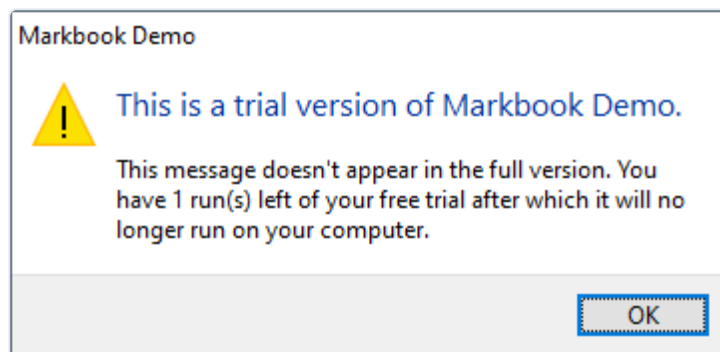 Markbook Demo
This is a trial version of Markbook Demo.
This message doesn't appear in the full version. You
have 1 run(s) left of your free trial after which it will no
longer run on your computer.
OK